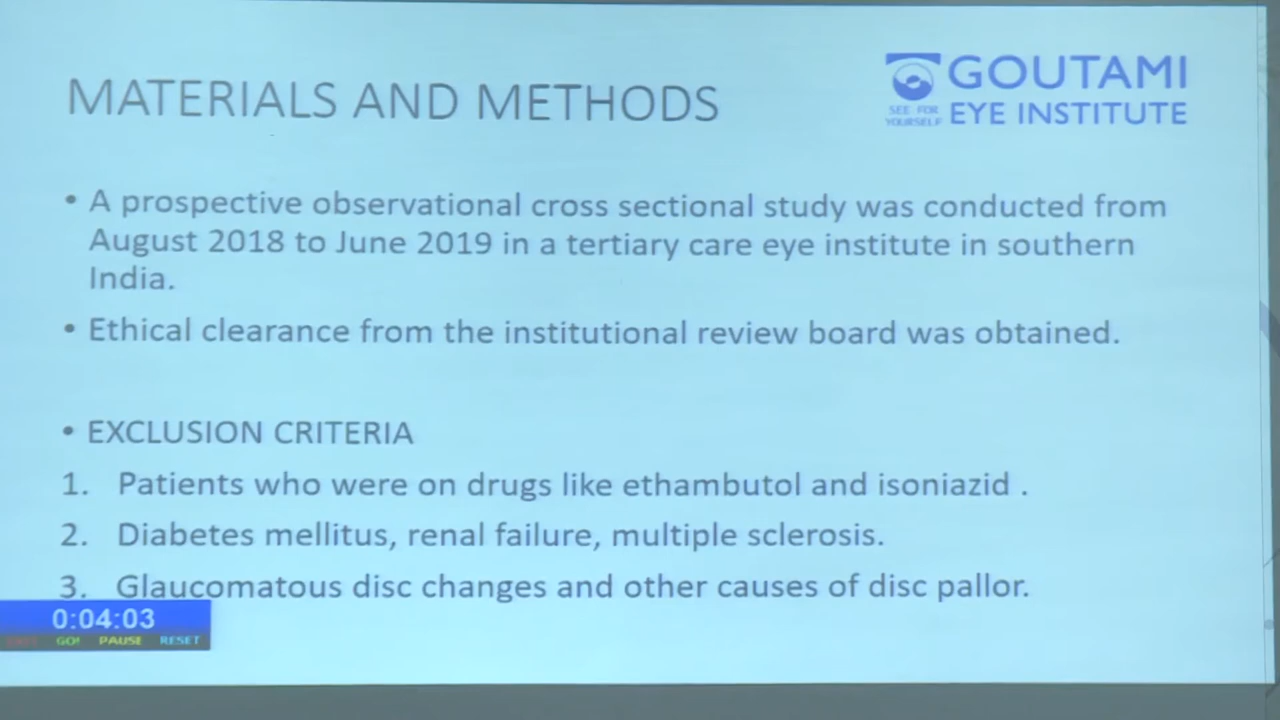 MATERIALS AND METHODS
GOUTAMI
EYE INSTITUTE
SEE FOR
YOURSELF
• A prospective observational cross sectional study was conducted from
August 2018 to June 2019 in a tertiary care eye institute in southern
India.
• Ethical clearance from the institutional review board was obtained.
• EXCLUSION CRITERIA
1. Patients who were on drugs like ethambutol and isoniazid .
2. Diabetes mellitus, renal failure, multiple sclerosis.
3. Glaucomatous disc changes and other causes of disc pallor.
0:04:03
GO! PAUSE RESET